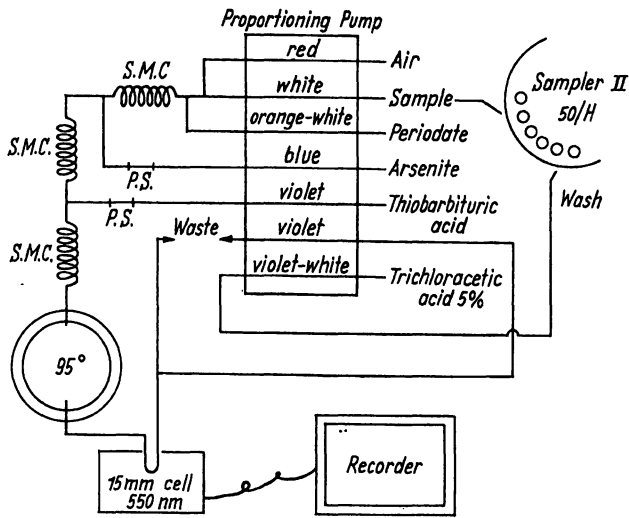 Proportioning Pump
red
Air
S.M.C
white
Sample
Sampler II
50/H
orange-white
Periodate
S.M.C.
blue
Arsenite
P.S.
violet
Thiobarbituric
acid
P.S.
Wash
Waste
violet
S.M.C.
violet-white
Trichloracetic
acid 5%
95°
15mm cell
550 nm
Recorder